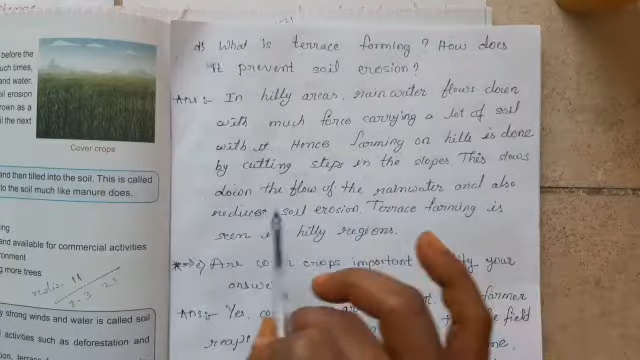 before the
uch times,
and water.
il erosion
rown as a
il the next
Cover crops
and then tilled into the soil. This is called
to the soil much like manure does.
ng
and available for commercial activities
ronment
g more trees
y strong winds and water is called soil
activities such as deforestation and
d) What is terrace farming? How does
it prevent soil erosion?
Ans:- In hilly areas, rainwater flows down
with much force carrying a lot of soil
with it. Hence farming on hills is done
by cutting steps in the slopes. This slows
down the flow of the rainwater and also
reduces soil erosion. Terrace farming is
seen in hilly regions.
e) Are cover crops important your
answe
Ans:- Yes, farmer
reap field